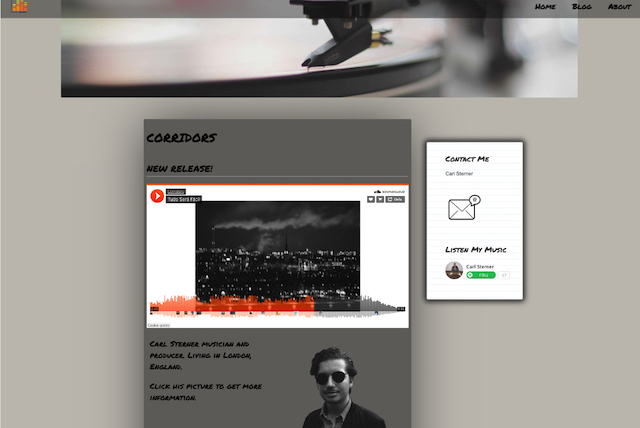 Home Blog About
CORRIDORS
NEW RELEASE!
SOUNDCLOUD
Tudo Será Fácil
Contact Me
Carl Sterner
@
Listen My Music
Carl Sterner
Cookie policy
Carl Sterner musician and
producer. Living in London,
England.
Click his picture to get more
information.